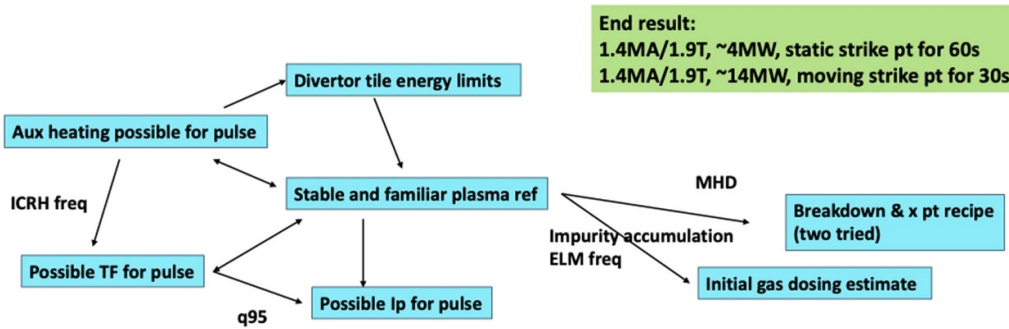 End result:
1.4MA/1.9T, ~4MW, static strike pt for 60s
1.4MA/1.9T, ~14MW, moving strike pt for 30s
Divertor tile energy limits
Aux heating possible for pulse
ICRH freq
Stable and familiar plasma ref
MHD
Breakdown & x pt recipe
(two tried)
Impurity accumulation
ELM freq
Possible TF for pulse
Initial gas dosing estimate
Possible Ip for pulse
q95